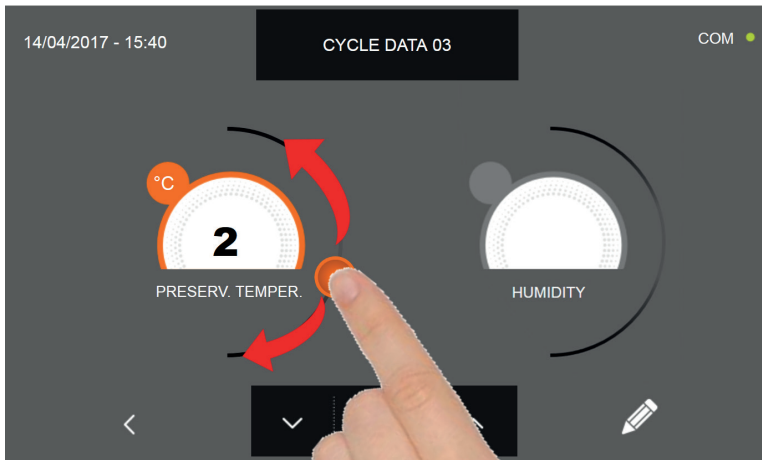 14/04/2017 - 15:40
CYCLE DATA 03
COM
°C
2
PRESERV. TEMPER.
HUMIDITY